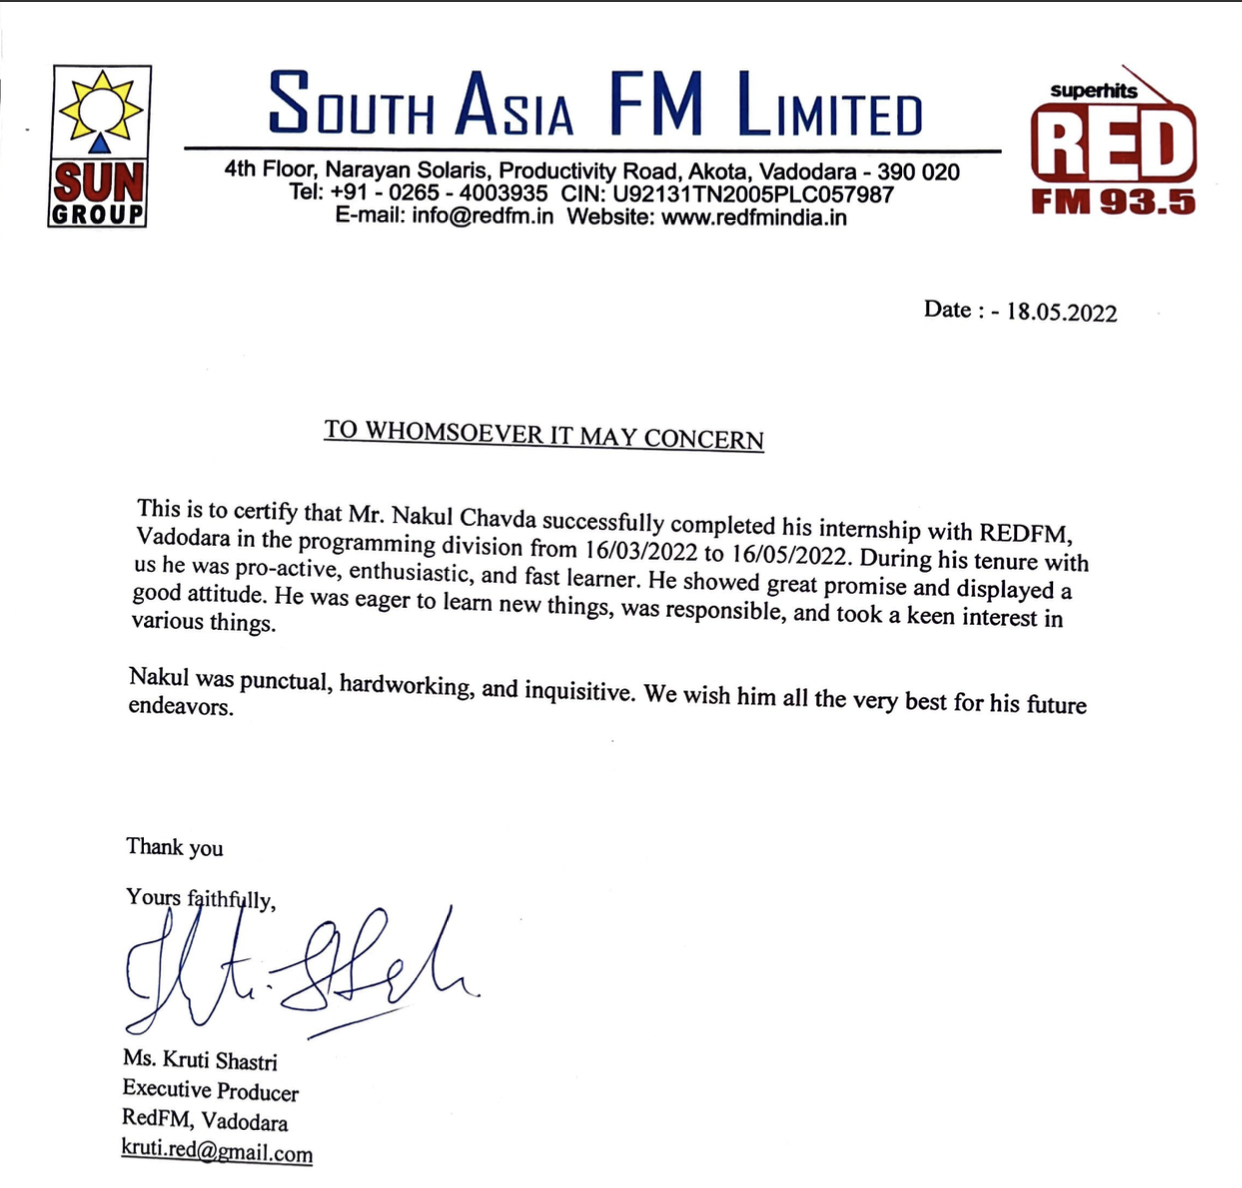 SUN
GROUP
SOUTH ASIA FM LIMITED
4th Floor, Narayan Solaris, Productivity Road, Akota, Vadodara - 390 020
Tel: +91 - 0265 - 4003935 CIN: U92131TN2005PLC057987
E-mail: info@redfm.in Website: www.redfmindia.in
superhits
RED
FM 93.5
Date : - 18.05.2022
TO WHOMSOEVER IT MAY CONCERN
This is to certify that Mr. Nakul Chavda successfully completed his internship with REDFM,
Vadodara in the programming division from 16/03/2022 to 16/05/2022. During his tenure with
us he was pro-active, enthusiastic, and fast learner. He showed great promise and displayed a
good attitude. He was eager to learn new things, was responsible, and took a keen interest in
various things.
Nakul was punctual, hardworking, and inquisitive. We wish him all the very best for his future
endeavors.
Thank you
Yours faithfully,
Ms. Kruti Shastri
Executive Producer
RedFM, Vadodara
kruti.red@gmail.com